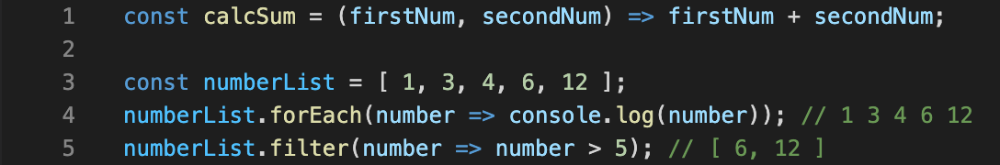 1 const calcSum = (firstNum, secondNum) => firstNum + secondNum;
2
3 const numberList = [ 1, 3, 4, 6, 12 ];
4 numberList.forEach(number => console.log(number)); // 1 3 4 6 12
5 numberList.filter(number => number > 5); // [ 6, 12 ]